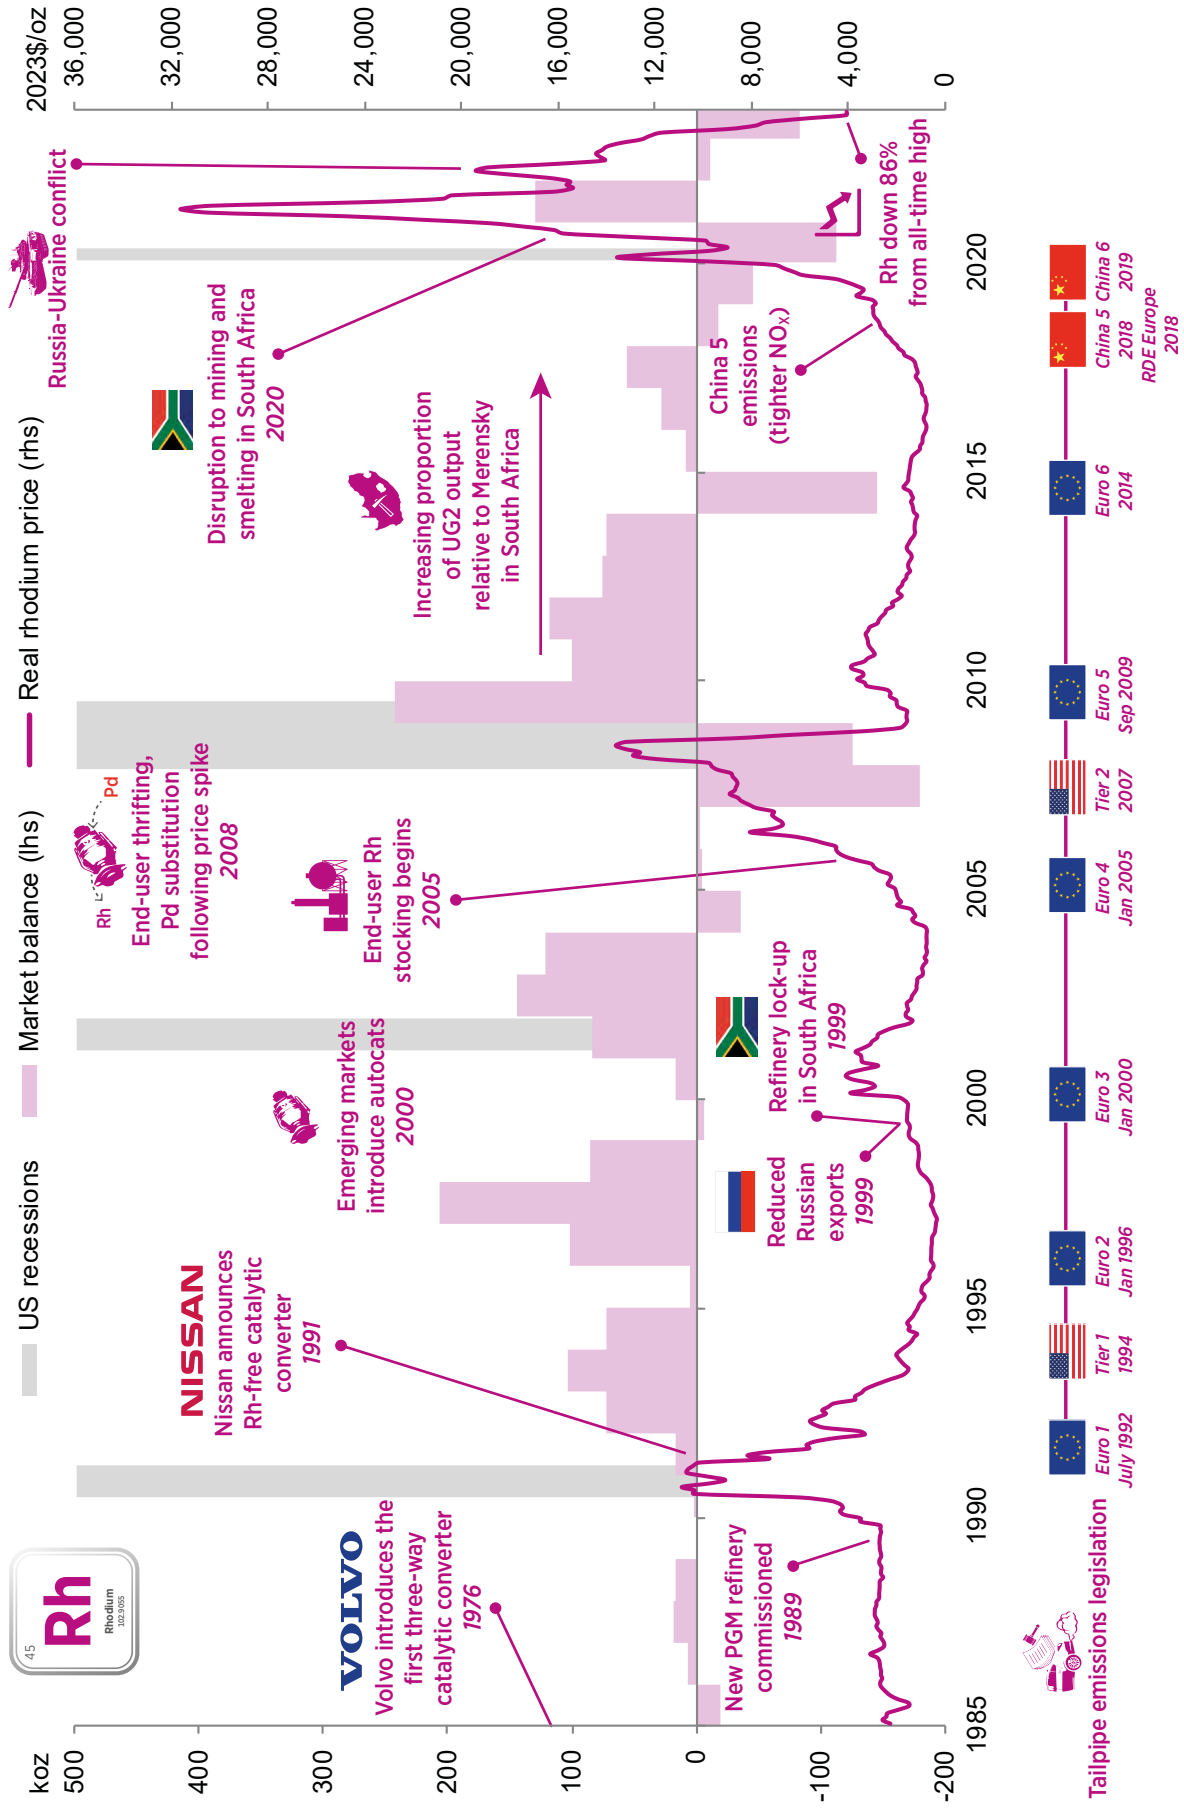 US recessions
Market balance (lhs)
Real rhodium price (rhs)
koz
2023$/oz
500
400
300
200
100
0
-100
-200
36,000
32,000
28,000
24,000
20,000
16,000
12,000
8,000
4,000
0
1985
1990
1995
2000
2005
2010
2015
2020
45
Rh
Rhodium
102.9055
VOLVO
Volvo introduces the
first three-way
catalytic converter
1976
New PGM refinery
commissioned
1989
NISSAN
Nissan announces
Rh-free catalytic
converter
1991
Emerging markets
introduce autocats
2000
Reduced
Russian
exports
1999
Refinery lock-up
in South Africa
1999
End-user Rh
stocking begins
2005
Rh
Pd
End-user thrifting,
Pd substitution
following price spike
2008
Increasing proportion
of UG2 output
relative to Merensky
in South Africa
Disruption to mining and
smelting in South Africa
2020
China 5
emissions
(tighter NOₓ)
Russia-Ukraine conflict
Rh down 86%
from all-time high
Tailpipe emissions legislation
Euro 1
July 1992
Tier 1
1994
Euro 2
Jan 1996
Euro 3
Jan 2000
Euro 4
Jan 2005
Tier 2
2007
Euro 5
Sep 2009
Euro 6
2014
China 5
2018
RDE Europe
2018
China 6
2019